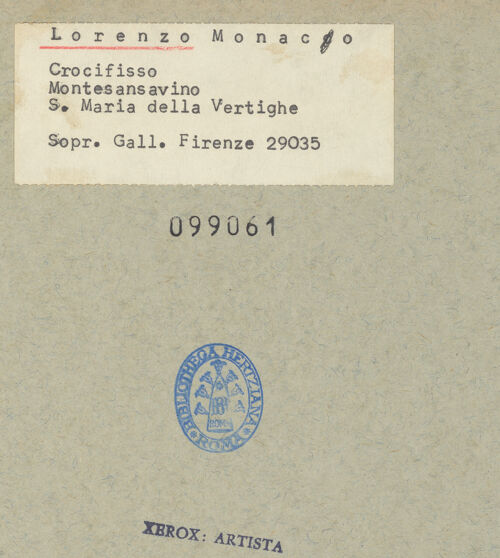 Lorenzo Monaco
Crocifisso
Montesansavino
S. Maria della Vertighe
Sopr. Gall. Firenze 29035
099061
BIBLIOTHECA HERTZIANA
ROMA
XEROX: ARTISTA